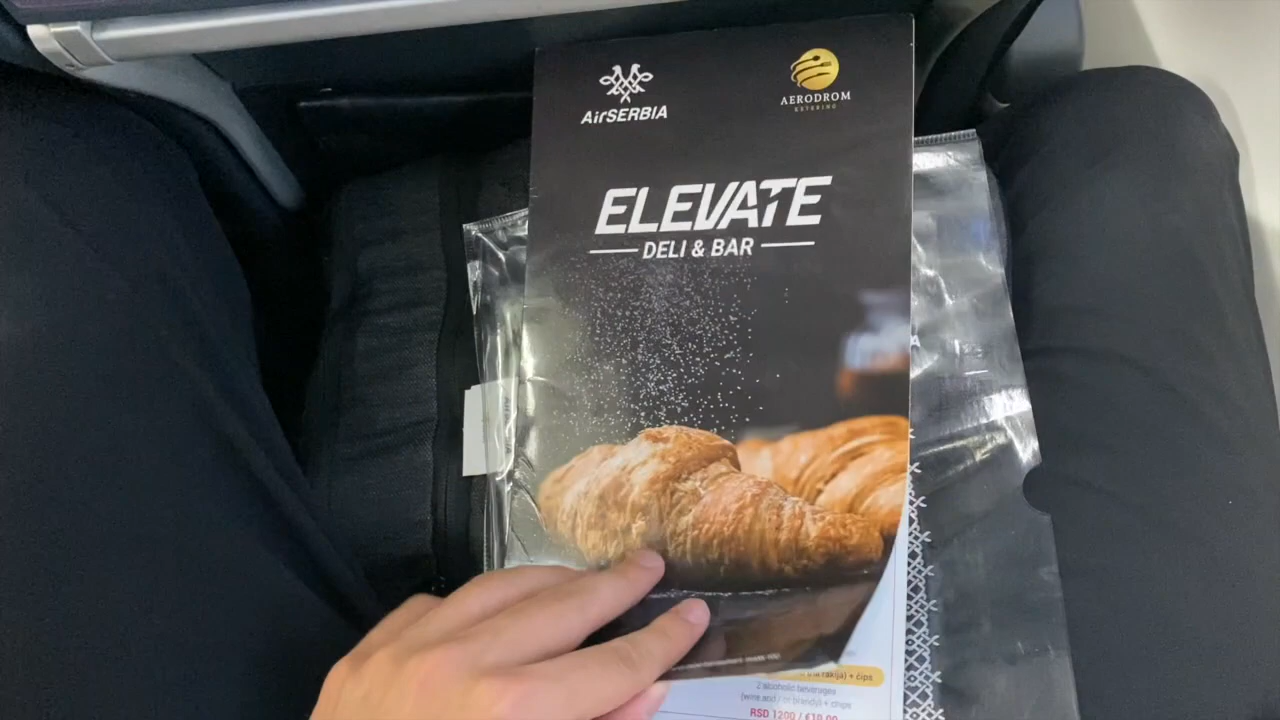 AirSERBIA
AERODROM
KETERING
ELEVATE
DELI & BAR
rakija) + čips
2 alcoholic beverages
(wine and / or brandy) + chips
RSD 1200 / €10.00